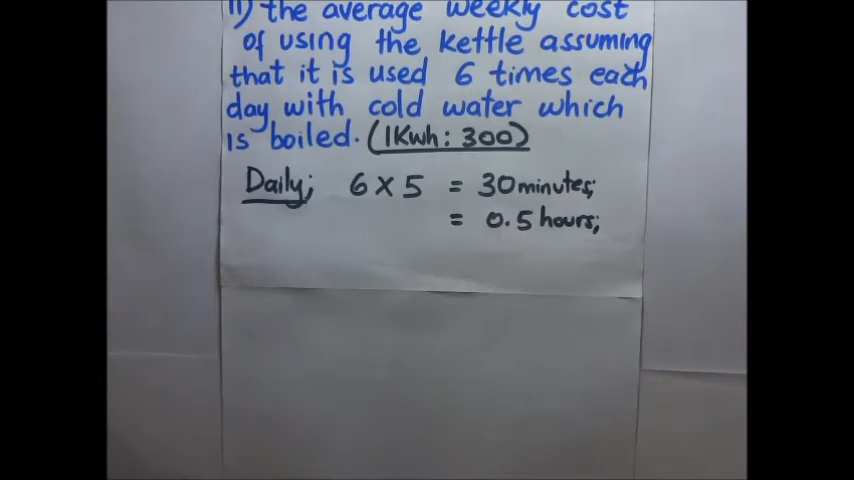 ii) the average weekly cost
of using the kettle assuming
that it is used 6 times each
day with cold water which
is boiled. (1Kwh: 300)
Daily; 6 x 5 = 30 minutes;
= 0.5 hours;